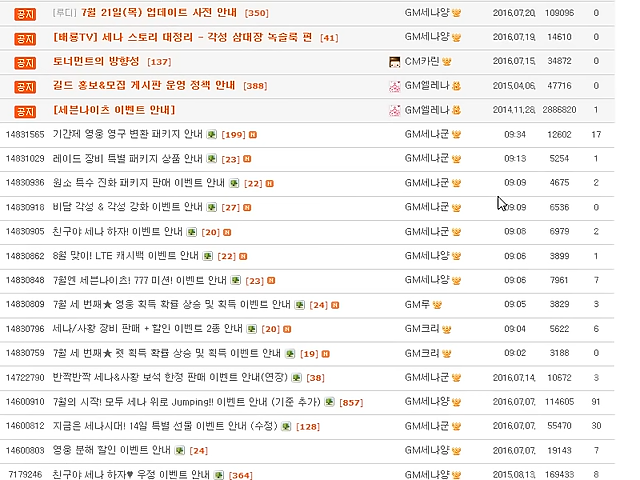 공지 [루디] 7월 21일(목) 업데이트 사전 안내 [350] GM세나양 2016,07,20, 109096 0
공지 [배룡TV] 세나 스토리 대정리 - 각성 삼대장 녹슬록 편 [41] GM세나양 2016,07,19, 14610 0
공지 토너먼트의 방향성 [137] CM카린 2016,07,15, 34872 0
공지 길드 홍보&모집 게시판 운영 정책 안내 [388] GM엘레나 2015,04,06, 47716 0
공지 [세븐나이츠 이벤트 안내] GM엘레나 2014,11,28, 2886820 1
14831565 기간제 영웅 영구 변환 패키지 안내 [199] N GM세나군 09:34 12602 17
14831029 레이드 장비 특별 패키지 상품 안내 [23] N GM세나군 09:13 5254 1
14830936 원소 특수 진화 패키지 판매 이벤트 안내 [22] N GM세나양 09:09 4675 2
14830916 비담 각성 & 각성 강화 이벤트 안내 [27] N GM세나군 09:09 6536 0
14830905 친구야 세나 하자! 이벤트 안내 [20] N GM세나군 09:08 6979 2
14830862 8월 맞이! LTE 캐시백 이벤트 안내 [22] N GM세나양 09:06 3899 1
14830848 7월엔 세븐나이츠! 777 미션! 이벤트 안내 [23] N GM세나양 09:06 7961 7
14830809 7월 세 번째★ 영웅 획득 확률 상승 및 획득 이벤트 안내 [24] N GM루 09:05 3829 3
14830796 세나/사황 장비 판매 + 할인 이벤트 2종 안내 [20] N GM크리 09:04 5622 6
14830759 7월 세 번째★ 펫 획득 확률 상승 및 획득 이벤트 안내 [19] N GM크리 09:02 3188 0
14722790 반짝반짝 세나&사황 보석 한정 판매 이벤트 안내(연장) [38] GM세나군 2016,07,14, 10672 3
14600910 7월의 시작! 모두 세나 위로 Jumping!! 이벤트 안내 (기준 추가) [857] GM세나양 2016,07,07, 114605 91
14600812 지금은 세나시대! 14일 특별 선물 이벤트 안내 (수정) [128] GM세나군 2016,07,07, 55470 30
14600803 영웅 분해 할인 이벤트 안내 [24] GM세나양 2016,07,07, 19143 7
7179246 친구야 세나 하자♥ 우정 이벤트 안내 [364] GM세나양 2015,08,13, 169433 8